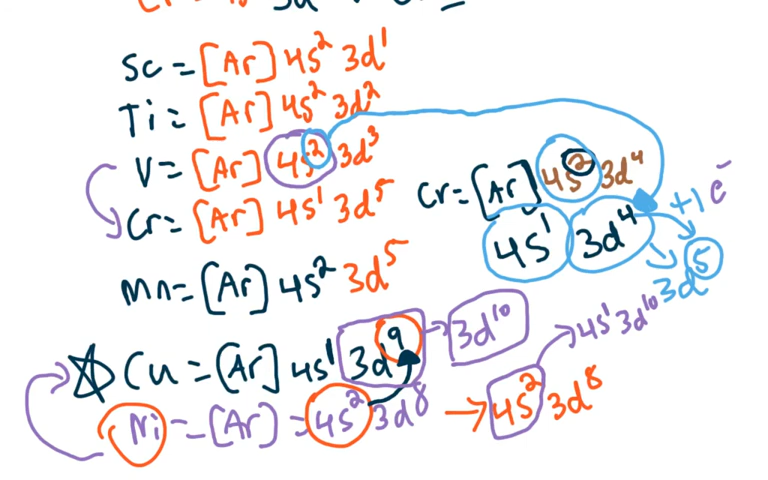 Sc = [Ar] 4s² 3d¹
Ti = [Ar] 4s² 3d²
V = [Ar] 4s² 3d³
Cr = [Ar] 4s¹ 3d⁵
Cr = [Ar] 4s² 3d⁴
4s¹ 3d⁴ +1 e⁻
3d⁵
Mn = [Ar] 4s² 3d⁵
Cu = [Ar] 4s¹ 3d⁹ → 3d¹⁰
→ 4s¹ 3d¹⁰
Ni = [Ar] = 4s² 3d⁸ → 4s² 3d⁸